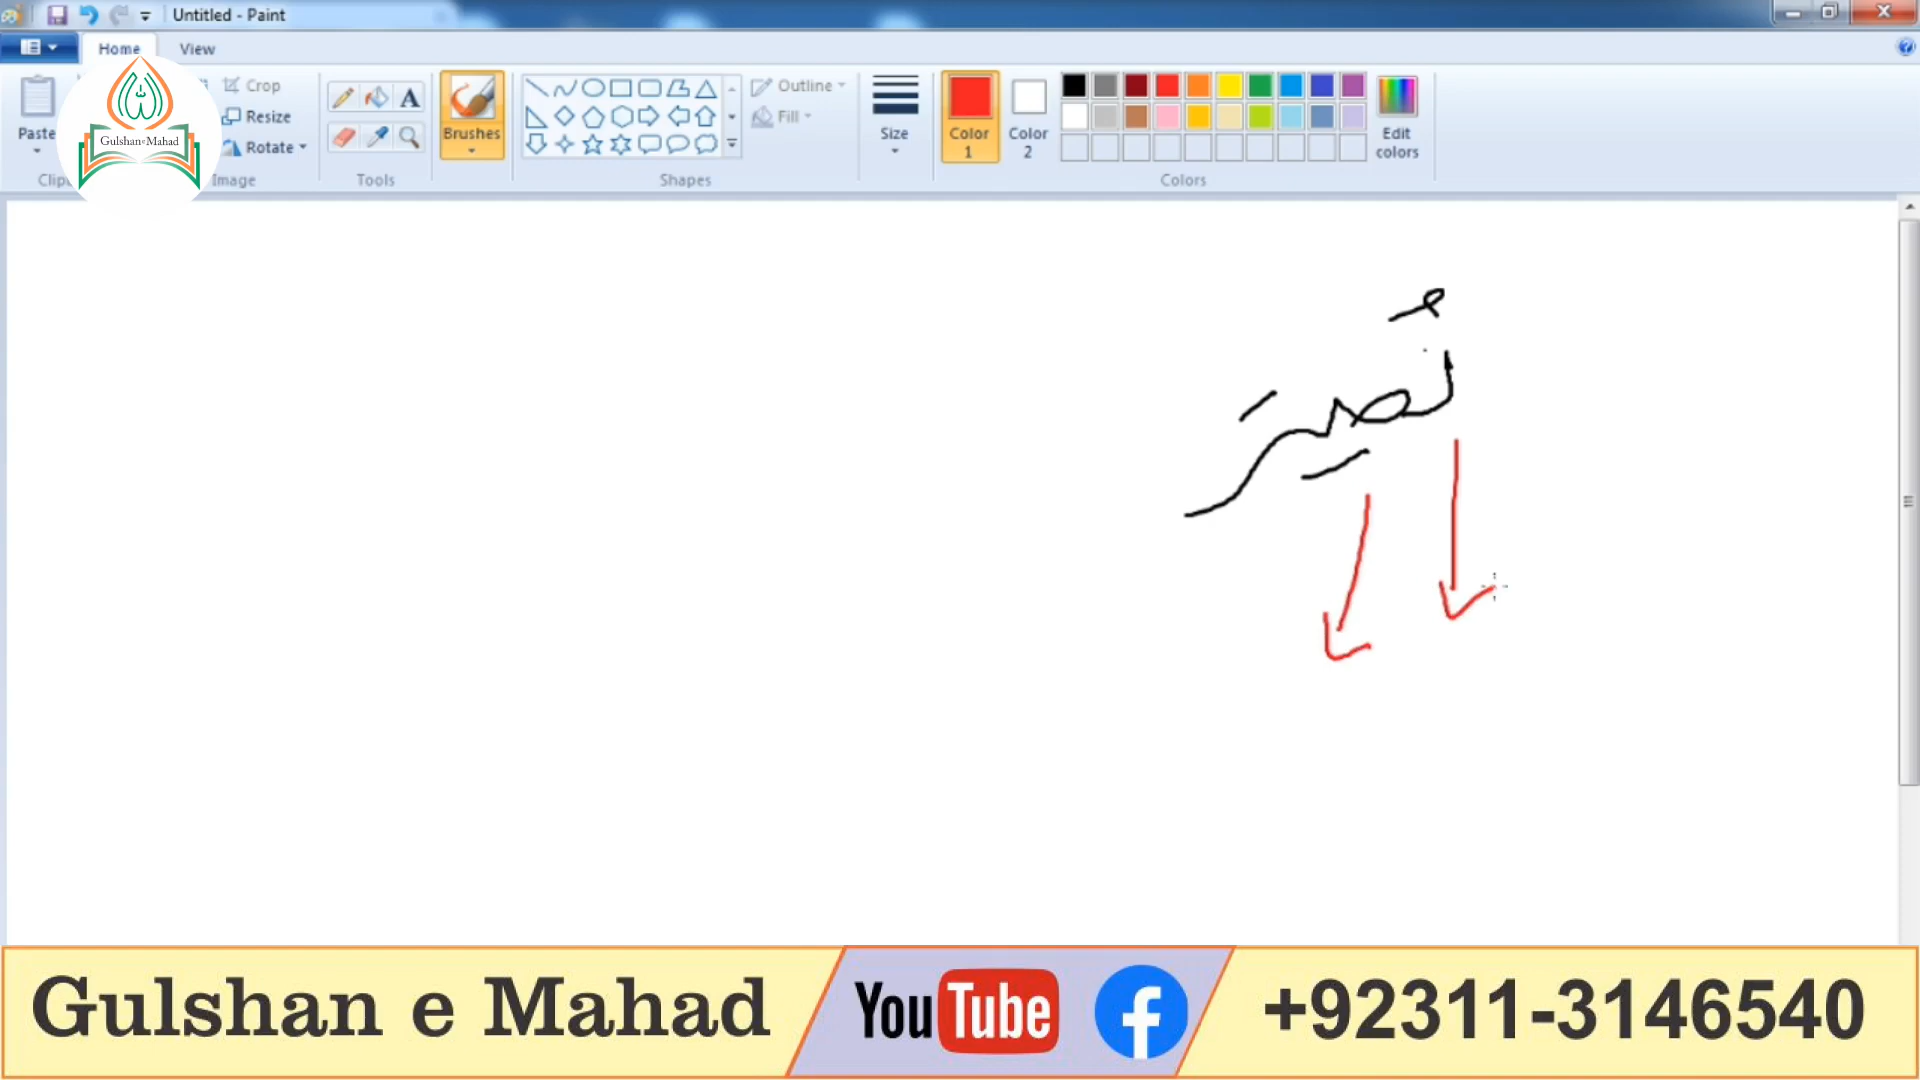 Untitled - Paint
Home View
Paste
Crop
Resize
Rotate
Image
Tools
Brushes
Shapes
Outline
Fill
Size
Color 1
Color 2
Edit colors
Colors
Gulshan e Mahad
نُصِرَ
Gulshan e Mahad YouTube +92311-3146540